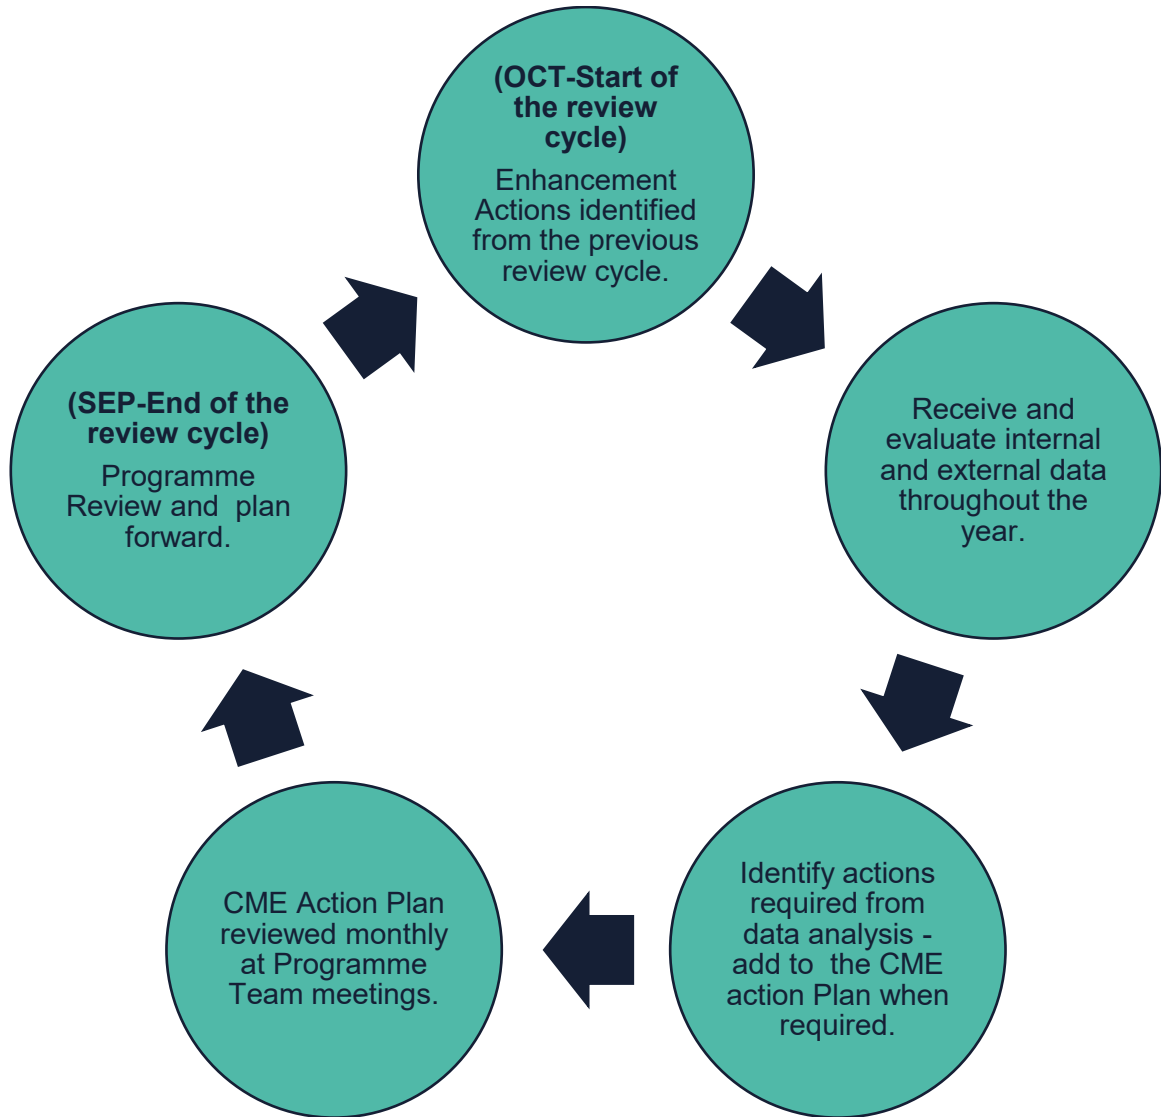 (OCT-Start of
the review
cycle)
Enhancement
Actions identified
from the previous
review cycle.
Receive and
evaluate internal
and external data
throughout the
year.
Identify actions
required from
data analysis -
add to  the CME
action Plan when
required.
CME Action Plan
reviewed monthly
at Programme
Team meetings.
(SEP-End of the
review cycle)
Programme
Review and  plan
forward.